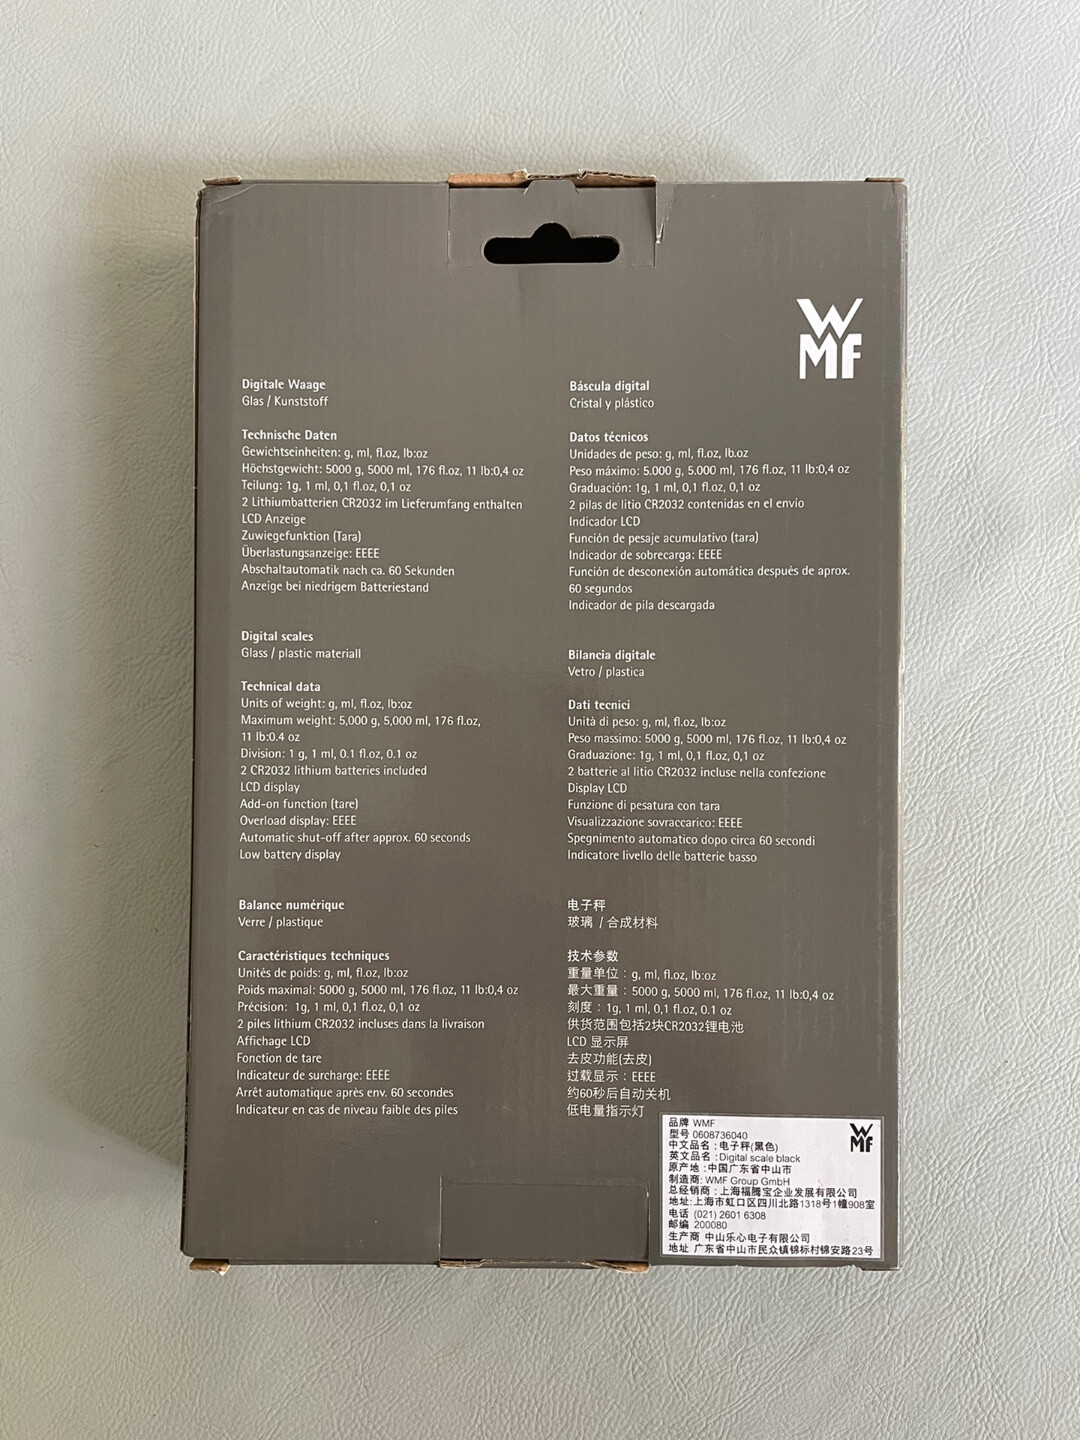 WMF
Digitale Waage
Glas / Kunststoff
Technische Daten
Gewichtseinheiten: g, ml, fl.oz, lb:oz
Höchstgewicht: 5000 g, 5000 ml, 176 fl.oz, 11 lb:0,4 oz
Teilung: 1g, 1 ml, 0,1 fl.oz, 0,1 oz
2 Lithiumbatterien CR2032 im Lieferumfang enthalten
LCD Anzeige
Zuwiegefunktion (Tara)
Überlastungsanzeige: EEEE
Abschaltautomatik nach ca. 60 Sekunden
Anzeige bei niedrigem Batteriestand
Digital scales
Glass / plastic materiall
Technical data
Units of weight: g, ml, fl.oz, lb:oz
Maximum weight: 5,000 g, 5,000 ml, 176 fl.oz,
11 lb:0.4 oz
Division: 1 g, 1 ml, 0.1 fl.oz, 0.1 oz
2 CR2032 lithium batteries included
LCD display
Add-on function (tare)
Overload display: EEEE
Automatic shut-off after approx. 60 seconds
Low battery display
Balance numérique
Verre / plastique
Caractéristiques techniques
Unités de poids: g, ml, fl.oz, lb:oz
Poids maximal: 5000 g, 5000 ml, 176 fl.oz, 11 lb:0,4 oz
Précision: 1g, 1 ml, 0,1 fl.oz, 0,1 oz
2 piles lithium CR2032 incluses dans la livraison
Affichage LCD
Fonction de tare
Indicateur de surcharge: EEEE
Arrêt automatique après env. 60 secondes
Indicateur en cas de niveau faible des piles
Báscula digital
Cristal y plástico
Datos técnicos
Unidades de peso: g, ml, fl.oz, lb.oz
Peso máximo: 5.000 g, 5.000 ml, 176 fl.oz, 11 lb:0,4 oz
Graduación: 1g, 1 ml, 0,1 fl.oz, 0,1 oz
2 pilas de litio CR2032 contenidas en el envío
Indicador LCD
Función de pesaje acumulativo (tara)
Indicador de sobrecarga: EEEE
Función de desconexión automática después de aprox.
60 segundos
Indicador de pila descargada
Bilancia digitale
Vetro / plastica
Dati tecnici
Unità di peso: g, ml, fl.oz, lb:oz
Peso massimo: 5000 g, 5000 ml, 176 fl.oz, 11 lb:0,4 oz
Graduazione: 1g, 1 ml, 0,1 fl.oz, 0,1 oz
2 batterie al litio CR2032 incluse nella confezione
Display LCD
Funzione di pesatura con tara
Visualizzazione sovraccarico: EEEE
Spegnimento automatico dopo circa 60 secondi
Indicatore livello delle batterie basso
电子秤
玻璃 / 合成材料
技术参数
重量单位：g, ml, fl.oz, lb:oz
最大重量：5000 g, 5000 ml, 176 fl.oz, 11 lb:0,4 oz
刻度：1g, 1 ml, 0,1 fl.oz, 0.1 oz
供货范围包括2块CR2032锂电池
LCD 显示屏
去皮功能(去皮)
过载显示：EEEE
约60秒后自动关机
低电量指示灯
品牌 WMF
型号 0608736040
中文品名：电子秤(黑色)
英文品名：Digital scale black
原产地：中国广东省中山市
制造商: WMF Group GmbH
总经销商：上海福腾宝企业发展有限公司
地址: 上海市虹口区四川北路1318号1幢908室
电话 (021) 2601 6308
邮编 200080
生产商 中山乐心电子有限公司
地址 广东省中山市民众镇锦标村锦安路23号
WMF